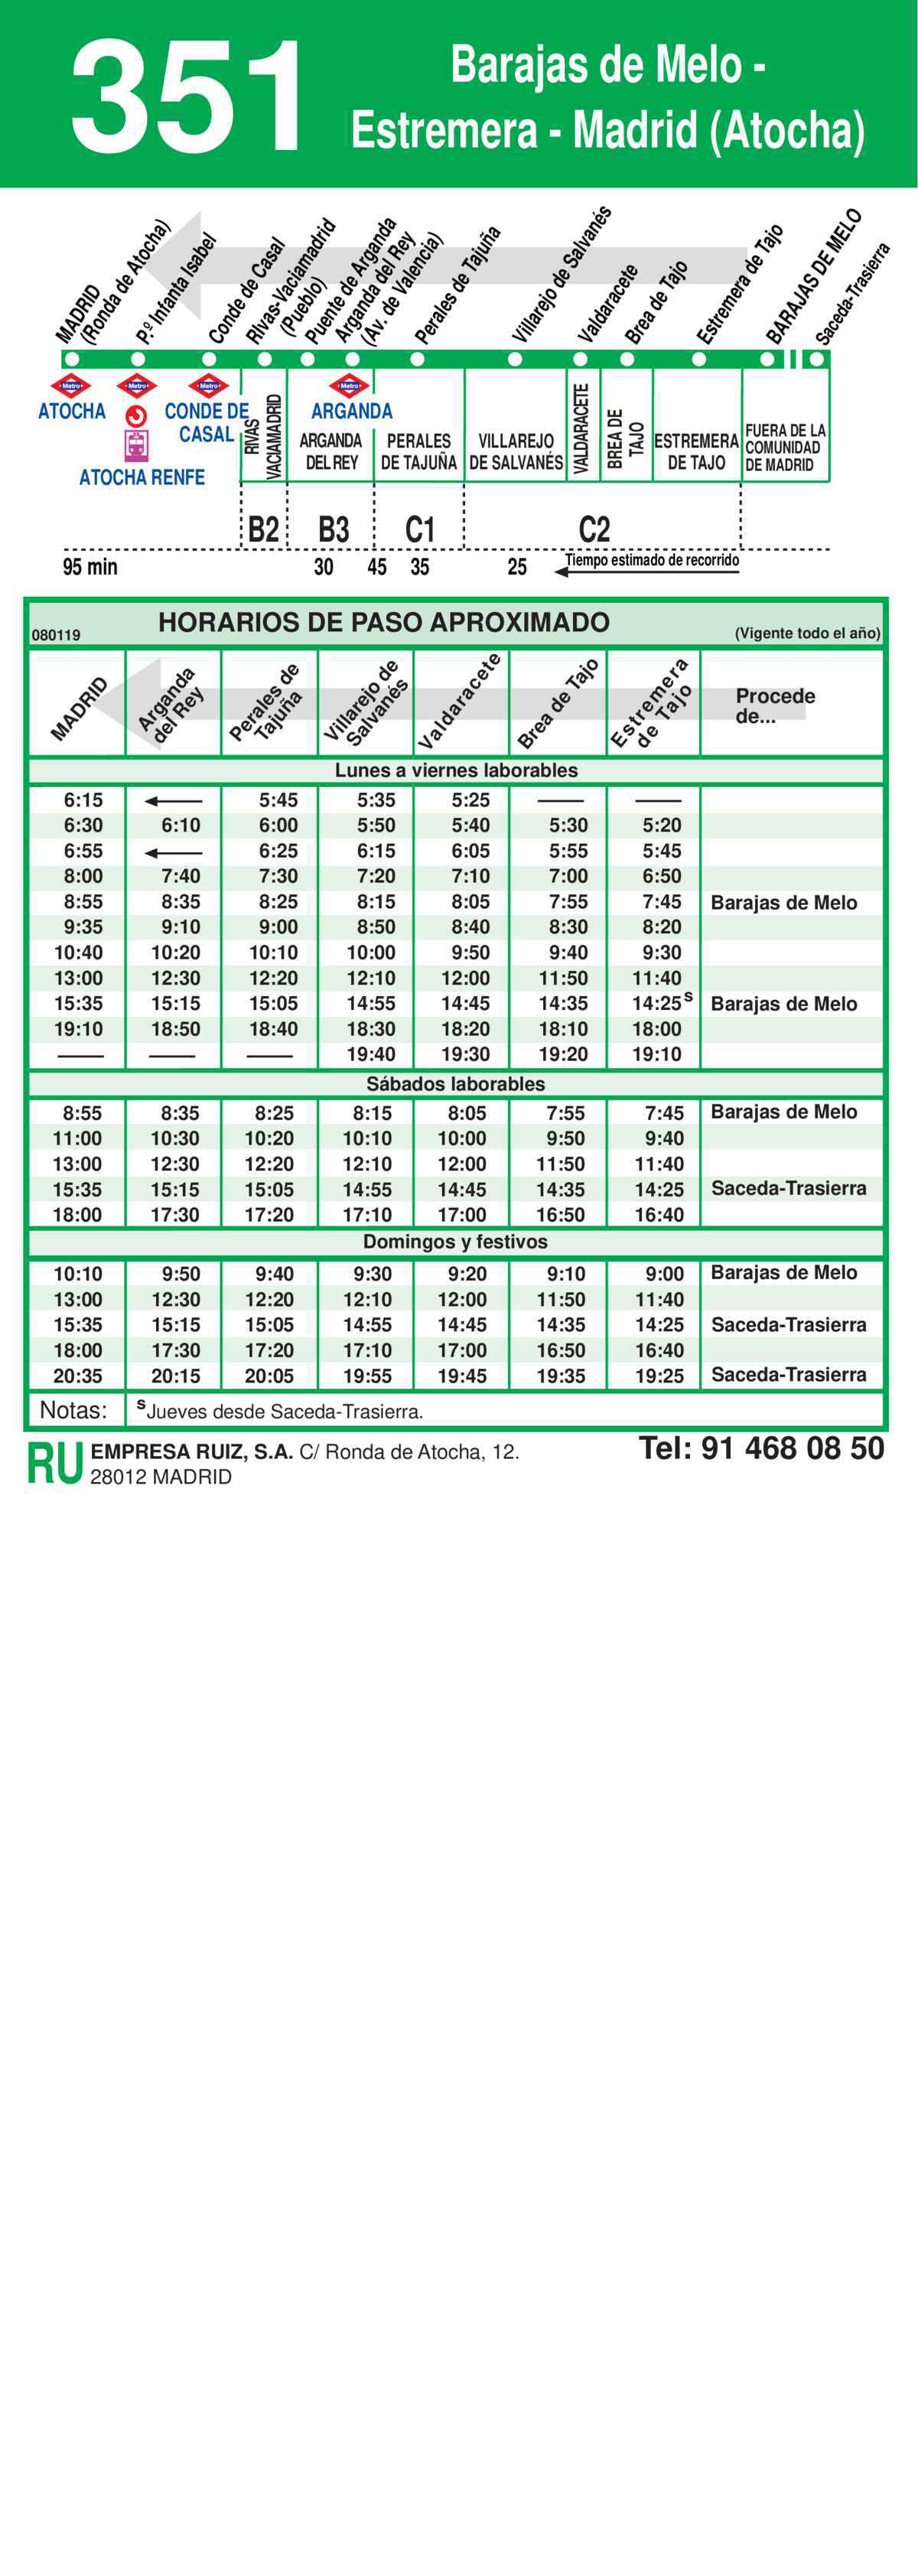 351
Barajas de Melo -
Estremera - Madrid (Atocha)
MADRID
(Ronda de Atocha)
P.º Infanta Isabel
Conde de Casal
Rivas-Vaciamadrid
(Pueblo)
Puente de Arganda
Arganda del Rey
(Av. de Valencia)
Perales de Tajuña
Villarejo de Salvanés
Valdaracete
Brea de Tajo
Estremera de Tajo
BARAJAS DE MELO
Saceda-Trasierra
Metro Metro Metro Metro
ATOCHA
CONDE DE
CASAL
ARGANDA
ATOCHA RENFE
RIVAS
VACIAMADRID
ARGANDA
DEL REY
PERALES
DE TAJUÑA
VILLAREJO
DE SALVANÉS
VALDARACETE
BREA DE
TAJO
ESTREMERA
DE TAJO
FUERA DE LA
COMUNIDAD
DE MADRID
B2 B3 C1 C2
95 min 30 45 35 25 Tiempo estimado de recorrido
080119 HORARIOS DE PASO APROXIMADO (Vigente todo el año)
MADRID
Arganda
del Rey
Perales de
Tajuña
Villarejo de
Salvanés
Valdaracete
Brea de Tajo
Estremera
de Tajo
Procede
de...
Lunes a viernes laborables
6:15 ← 5:45 5:35 5:25 — —
6:30 6:10 6:00 5:50 5:40 5:30 5:20
6:55 ← 6:25 6:15 6:05 5:55 5:45
8:00 7:40 7:30 7:20 7:10 7:00 6:50
8:55 8:35 8:25 8:15 8:05 7:55 7:45 Barajas de Melo
9:35 9:10 9:00 8:50 8:40 8:30 8:20
10:40 10:20 10:10 10:00 9:50 9:40 9:30
13:00 12:30 12:20 12:10 12:00 11:50 11:40
15:35 15:15 15:05 14:55 14:45 14:35 14:25 s Barajas de Melo
19:10 18:50 18:40 18:30 18:20 18:10 18:00
— — — 19:40 19:30 19:20 19:10
Sábados laborables
8:55 8:35 8:25 8:15 8:05 7:55 7:45 Barajas de Melo
11:00 10:30 10:20 10:10 10:00 9:50 9:40
13:00 12:30 12:20 12:10 12:00 11:50 11:40
15:35 15:15 15:05 14:55 14:45 14:35 14:25 Saceda-Trasierra
18:00 17:30 17:20 17:10 17:00 16:50 16:40
Domingos y festivos
10:10 9:50 9:40 9:30 9:20 9:10 9:00 Barajas de Melo
13:00 12:30 12:20 12:10 12:00 11:50 11:40
15:35 15:15 15:05 14:55 14:45 14:35 14:25 Saceda-Trasierra
18:00 17:30 17:20 17:10 17:00 16:50 16:40
20:35 20:15 20:05 19:55 19:45 19:35 19:25 Saceda-Trasierra
Notas: s Jueves desde Saceda-Trasierra.
RU EMPRESA RUIZ, S.A. C/ Ronda de Atocha, 12.
28012 MADRID
Tel: 91 468 08 50